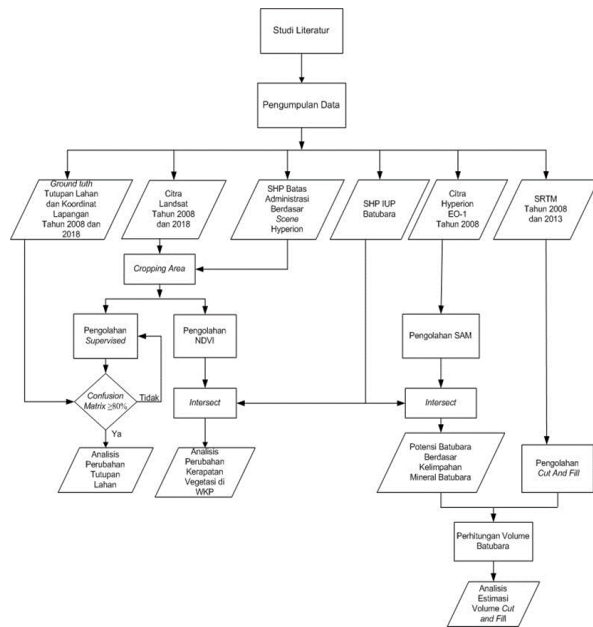 Studi Literatur
Pengumpulan Data
Ground tuth
Tutupan Lahan
dan Koordinat
Lapangan
Tahun 2008 dan
2018
Citra
Landsat
Tahun 2008
dan 2018
SHP Batas
Administrasi
Berdasar
Scene
Hyperion
SHP IUP
Batubara
Citra
Hyperion
EO-1
Tahun 2008
SRTM
Tahun 2008
dan 2013
Cropping Area
Pengolahan
Supervised
Pengolahan
NDVI
Pengolahan SAM
Confusion
Matrix ≥80%
Tidak
Intersect
Intersect
Ya
Analisis
Perubahan
Tutupan
Lahan
Analisis
Perubahan
Kerapatan
Vegetasi di
WKP
Potensi Batubara
Berdasar
Kelimpahan
Mineral Batubara
Pengolahan
Cut And Fill
Perhitungan Volume
Batubara
Analisis
Estimasi
Volume Cut
and Fill